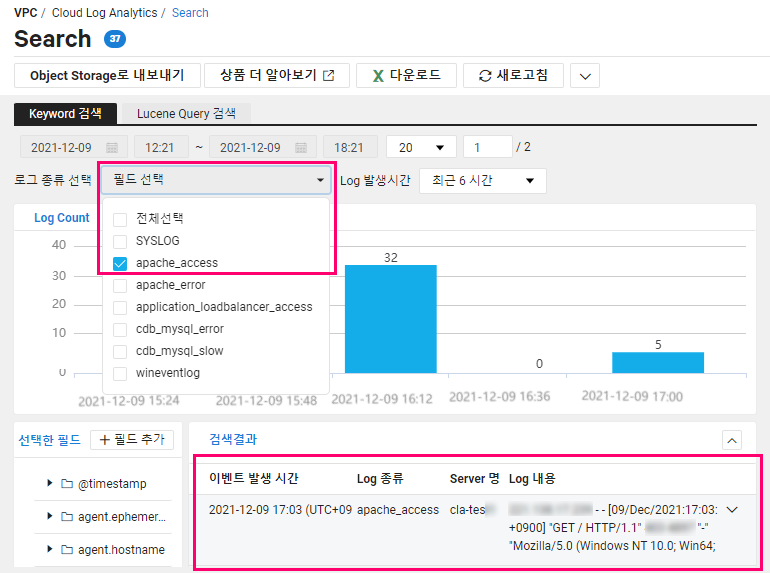 VPC / Cloud Log Analytics / Search
Search 37
Object Storage로 내보내기 상품 더 알아보기 다운로드 새로고침
Keyword 검색 Lucene Query 검색
2021-12-09 12:21 ~ 2021-12-09 18:21 20 1 / 2
로그 종류 선택 필드 선택 Log 발생시간 최근 6 시간
전체선택
SYSLOG
apache_access
apache_error
application_loadbalancer_access
cdb_mysql_error
cdb_mysql_slow
wineventlog
Log Count
40
30
20
10
0
32
0
5
2021-12-09 15:24 2021-12-09 15:48 2021-12-09 16:12 2021-12-09 16:36 2021-12-09 17:00
선택한 필드 + 필드 추가
@timestamp
agent.ephemer...
agent.hostname
검색결과
이벤트 발생 시간 Log 종류 Server 명 Log 내용
2021-12-09 17:03 (UTC+09 apache_access cla-tes - - [09/Dec/2021:17:03:
+0900] "GET / HTTP/1.1" "-"
"Mozilla/5.0 (Windows NT 10.0; Win64;